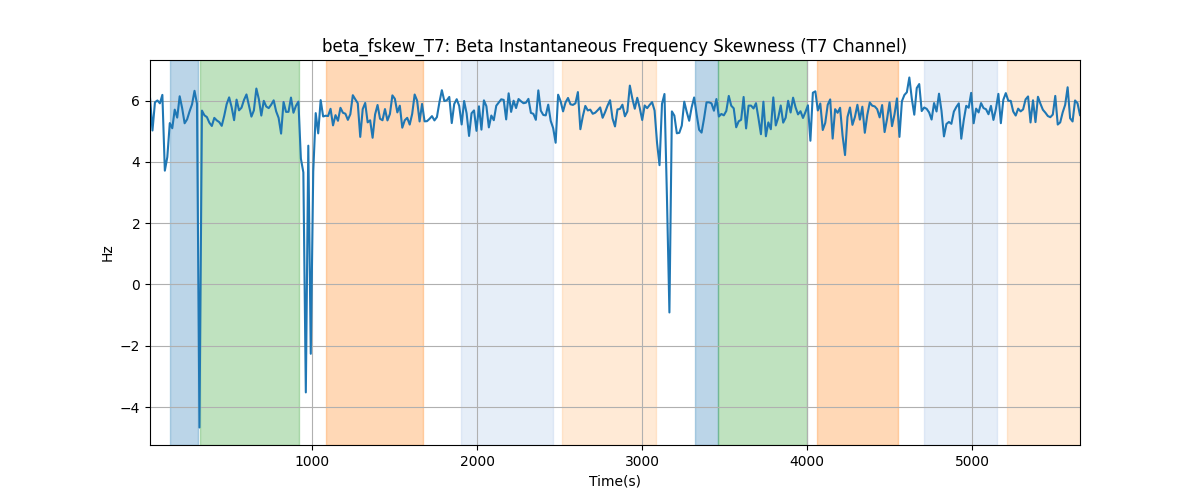 beta_fskew_T7: Beta Instantaneous Frequency Skewness (T7 Channel)
Hz
6
4
2
0
−2
−4
1000 2000 3000 4000 5000
Time(s)